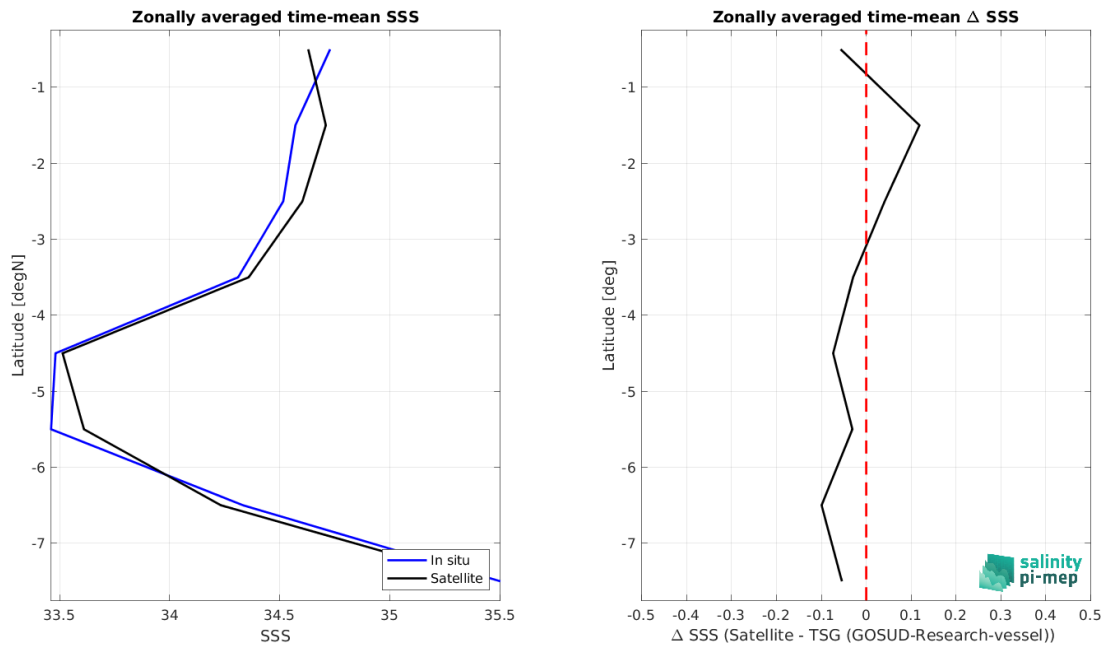 Zonally averaged time-mean SSS
-1
-2
-3
-4
-5
-6
-7
Latitude [degN]
33.5 34 34.5 35 35.5
SSS
In situ
Satellite
Zonally averaged time-mean Δ SSS
-1
-2
-3
-4
-5
-6
-7
Latitude [deg]
-0.5 -0.4 -0.3 -0.2 -0.1 0 0.1 0.2 0.3 0.4 0.5
Δ SSS (Satellite - TSG (GOSUD-Research-vessel))
salinity
pi-mep